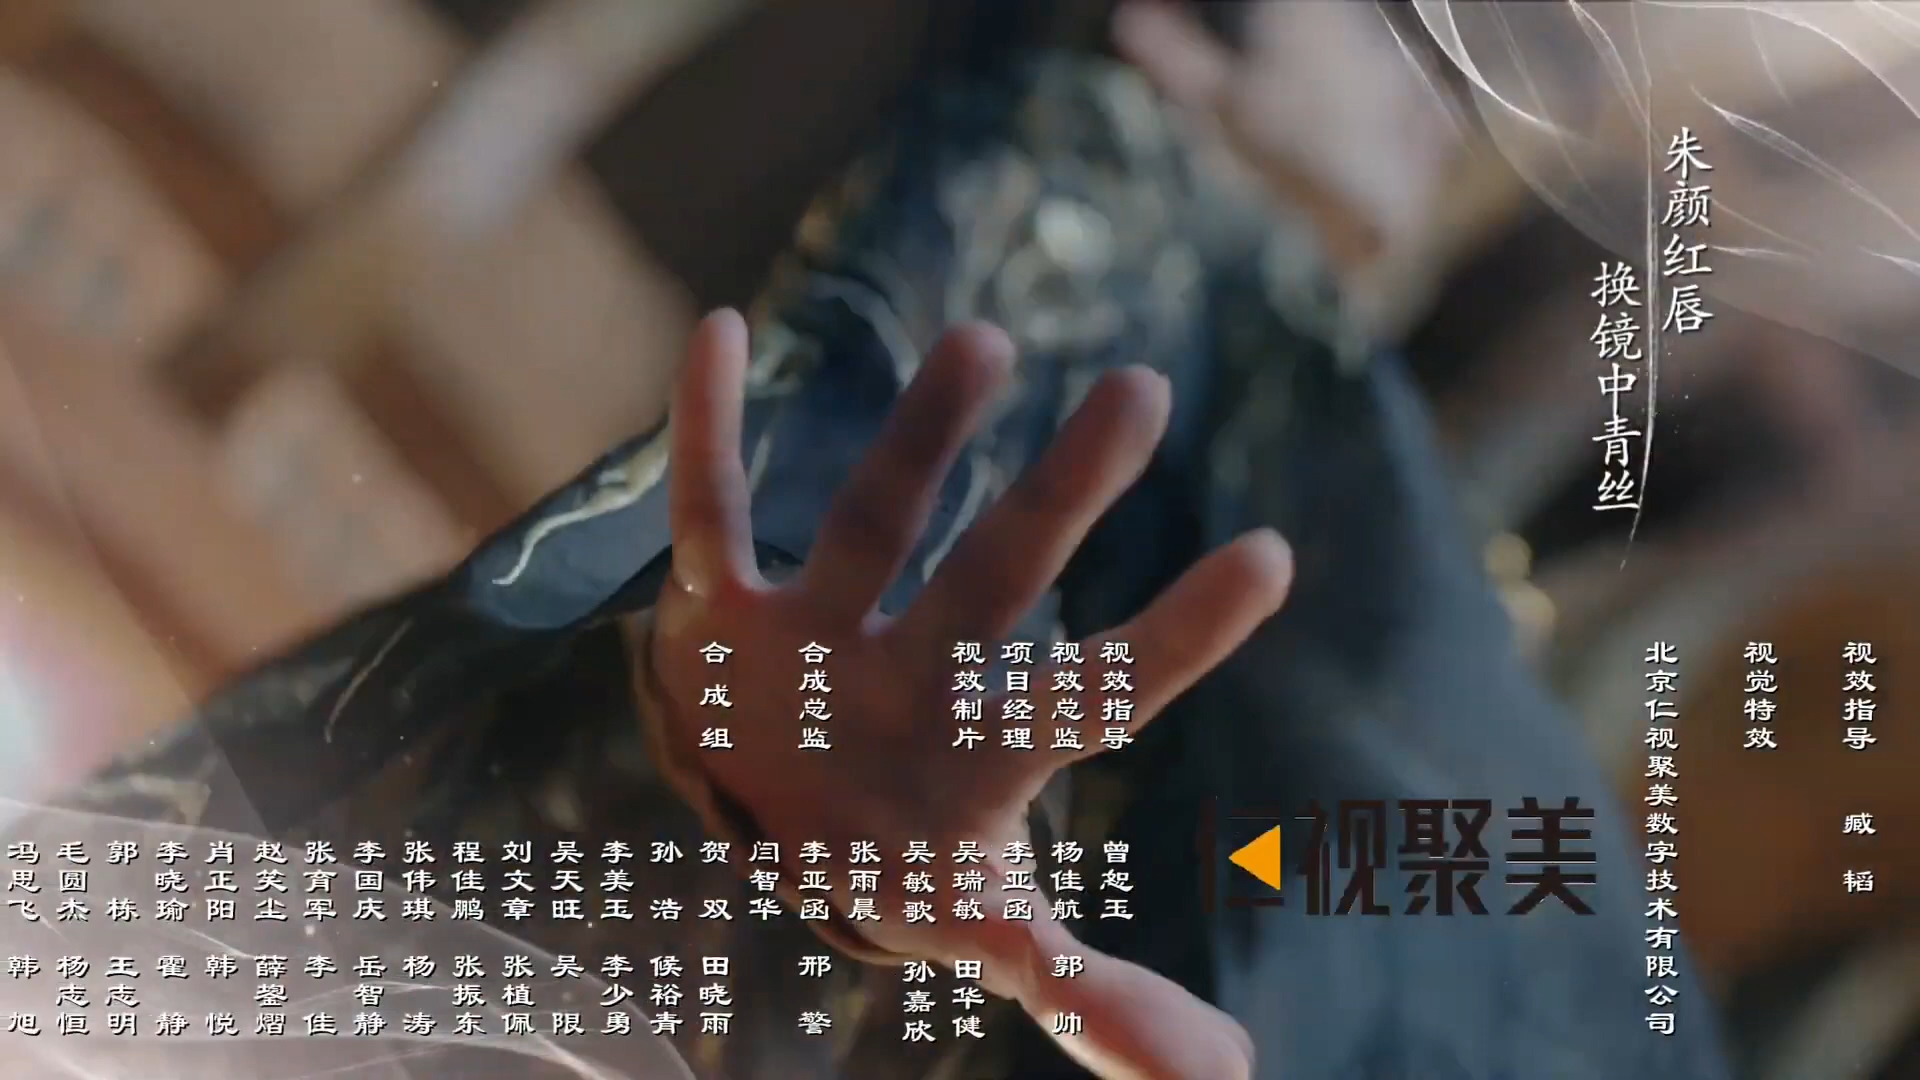 朱颜红唇
换镜中青丝
视效指导
臧韬
视觉特效
北京仁视聚美数字技术有限公司
仁视聚美
视效指导
曾恕玉
视效总监
杨佳航
郭帅
项目经理
李亚函
视效制片
吴瑞敏
田华健
吴敏歌
孙嘉欣
张雨晨
合成总监
李亚函
邢警
闫智华
合成组
贺双
田晓雨
孙浩
候裕青
李美玉
李少勇
吴天旺
吴限
刘文章
张植佩
程佳鹏
张振东
张伟琪
杨涛
李国庆
岳智静
张育军
李佳
赵笑尘
薛鋆熠
肖正阳
韩悦
李晓瑜
霍静
郭栋
王志明
毛圆杰
杨志恒
冯思飞
韩旭